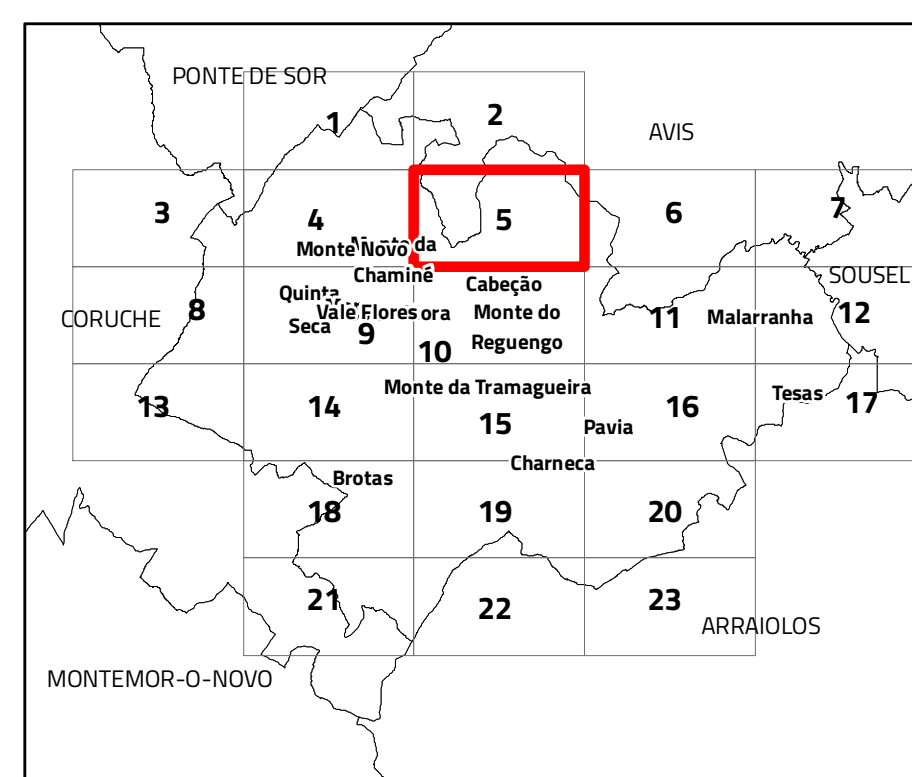 PONTE DE SOR
1
2
AVIS
3
4
5
6
7
Monte Novo
da
Chaminé
SOUSEL
Cabeção
Quinta
Seca
CORUCHE
8
Vale Flores
ora
9
10
Monte do
Reguengo
11
Malarranha
12
13
14
Monte da Tramagueira
15
Pavia
16
Tesas
17
Charneca
Brotas
18
19
20
21
22
23
ARRAIOLOS
MONTEMOR-O-NOVO